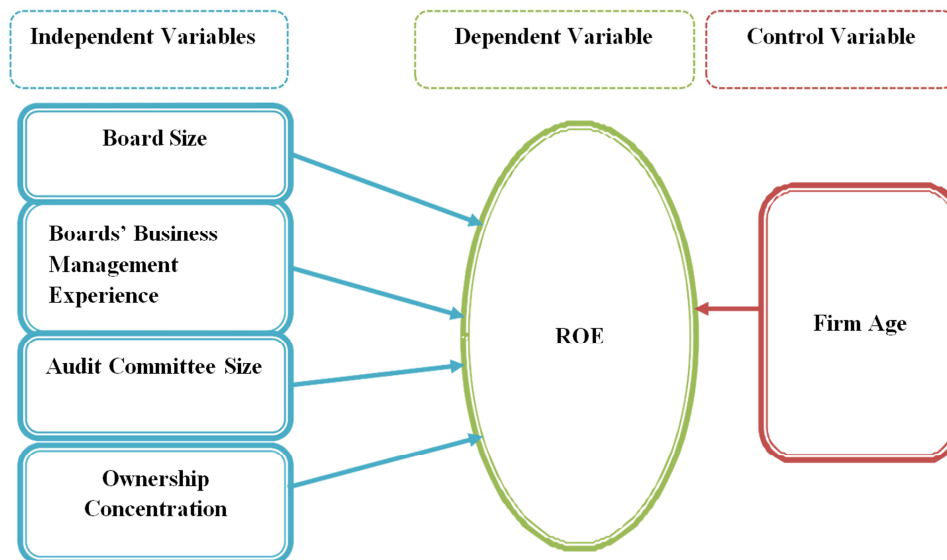 Independent Variables
Dependent Variable
Control Variable
Board Size
Boards’ Business
Management
Experience
Audit Committee Size
Ownership
Concentration
ROE
Firm Age